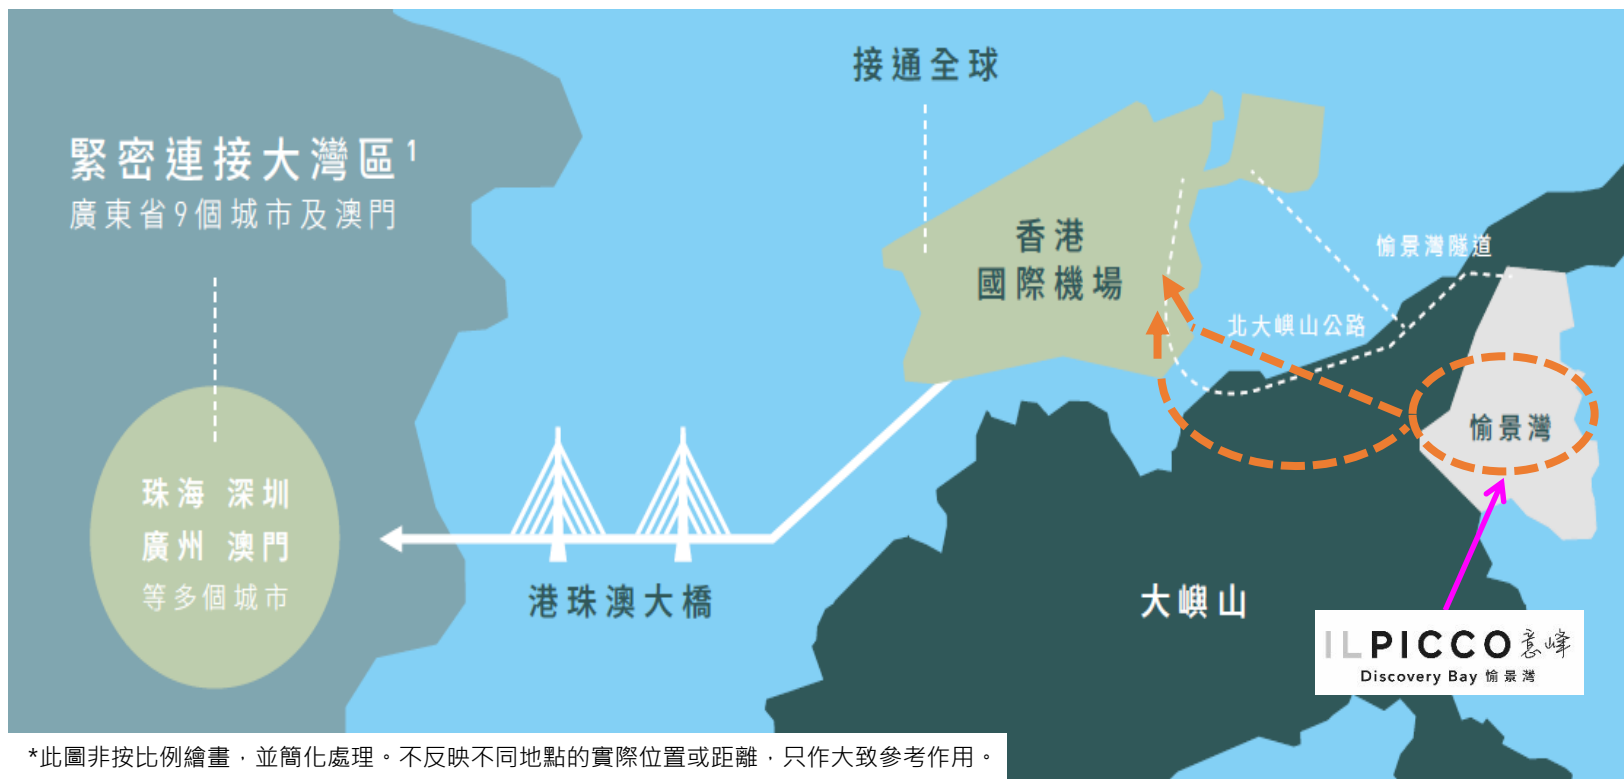 接通全球
緊密連接大灣區1
廣東省9個城市及澳門
香港
國際機場
愉景灣隧道
北大嶼山公路
愉景灣
珠海 深圳
廣州 澳門
等多個城市
港珠澳大橋
大嶼山
ILPICCO意峰
Discovery Bay 愉景灣
*此圖非按比例繪畫，並簡化處理。不反映不同地點的實際位置或距離，只作大致參考作用。